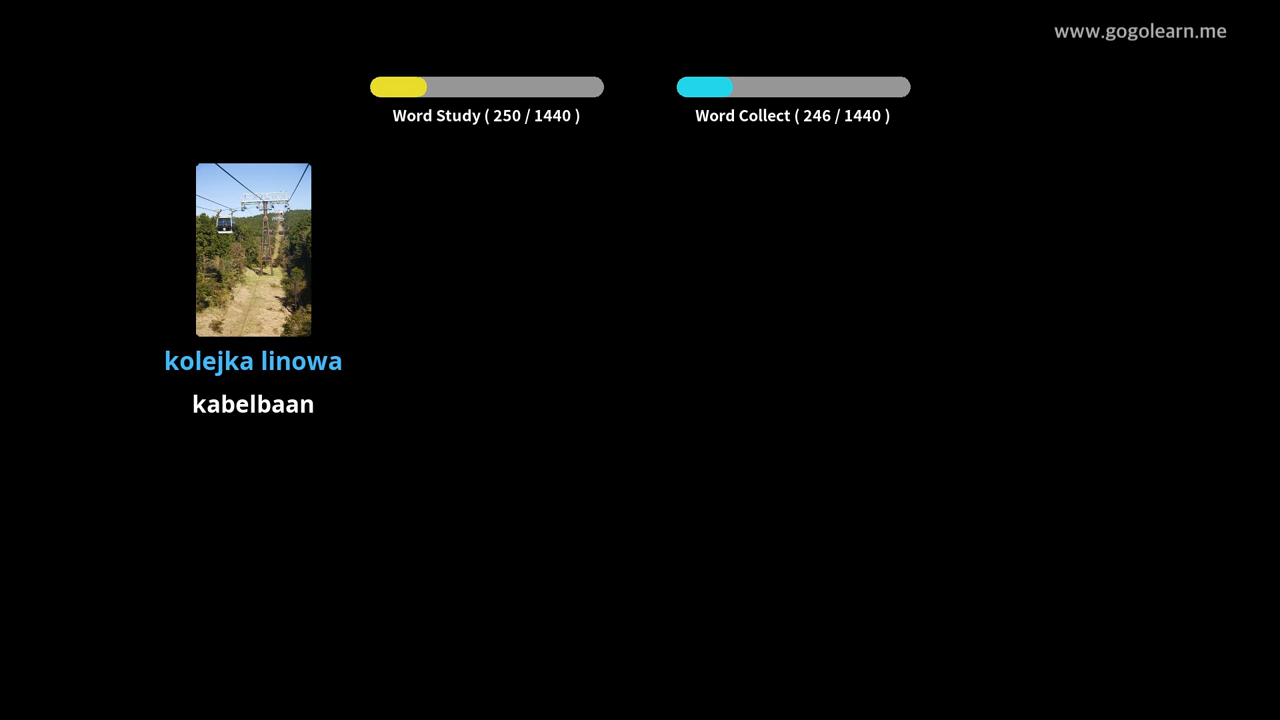 www.gogolearn.me
Word Study ( 250 / 1440 )
Word Collect ( 246 / 1440 )
kolejka linowa
kabelbaan